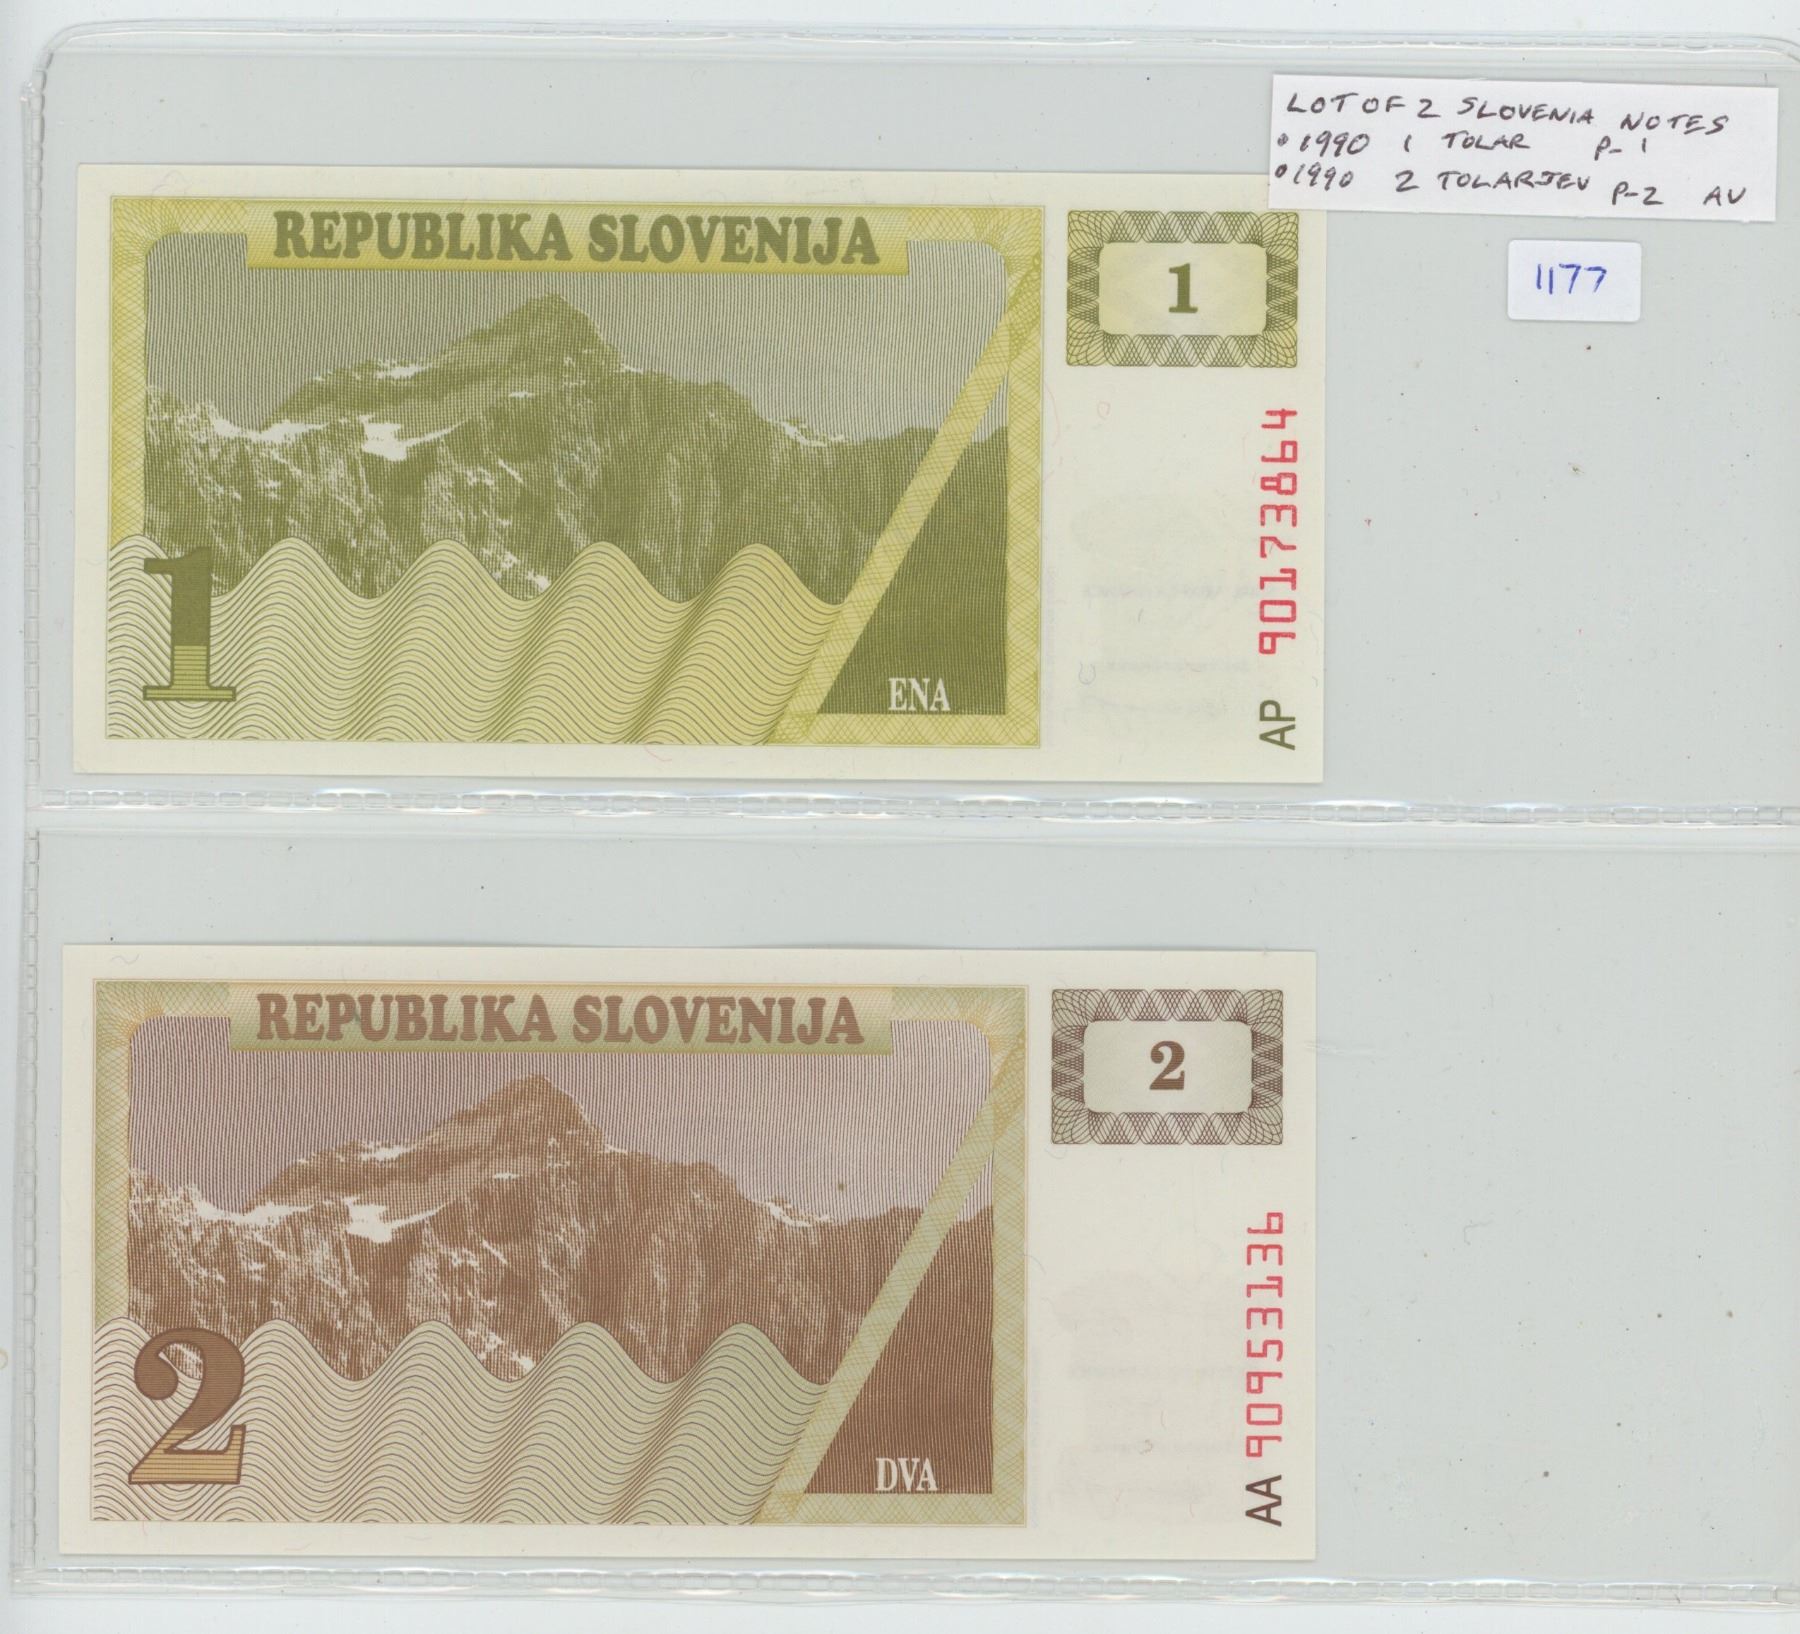 LOT OF 2 SLOVENIA NOTES
• 1990 1 TOLAR P-1
• 1990 2 TOLARJEV P-2 AU
1177
REPUBLIKA SLOVENIJA
1
1
ENA
AP 90173864
REPUBLIKA SLOVENIJA
2
2
DVA
AA 90953136